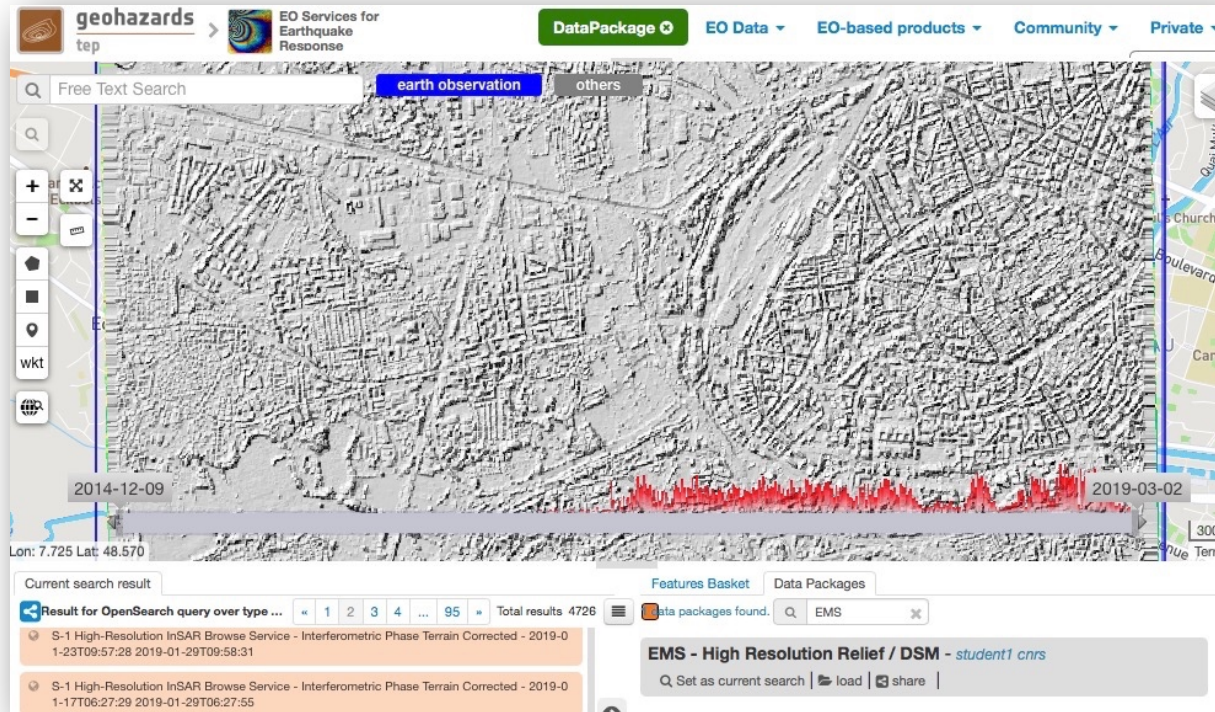 geohazards
tep
EO Services for
Earthquake
Response
DataPackage
EO Data
EO-based products
Community
Private
Free Text Search
earth observation
others
+
-
wkt
Church
Boulevard
2014-12-09
2019-03-02
Lon: 7.725 Lat: 48.570
300
Current search result
Result for OpenSearch query over type ... « 1 2 3 4 ... 95 » Total results 4726
S-1 High-Resolution InSAR Browse Service - Interferometric Phase Terrain Corrected - 2019-0
1-23T09:57:28 2019-01-29T09:58:31
S-1 High-Resolution InSAR Browse Service - Interferometric Phase Terrain Corrected - 2019-0
1-17T06:27:29 2019-01-29T06:27:55
Features Basket
Data Packages
data packages found.
EMS
EMS - High Resolution Relief / DSM - student1 cnrs
Set as current search | load | share |